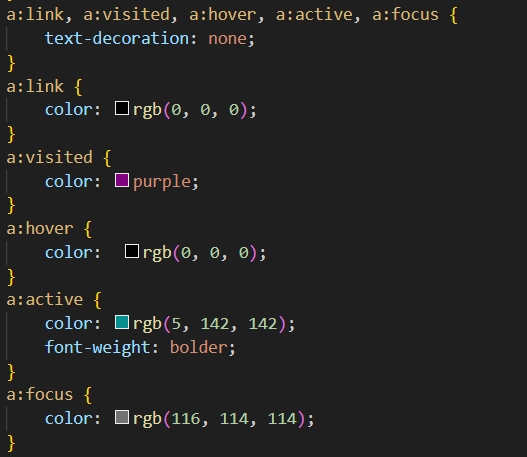 a:link, a:visited, a:hover, a:active, a:focus {
    text-decoration: none;
}
a:link {
    color: rgb(0, 0, 0);
}
a:visited {
    color: purple;
}
a:hover {
    color:  rgb(0, 0, 0);
}
a:active {
    color: rgb(5, 142, 142);
    font-weight: bolder;
}
a:focus {
    color: rgb(116, 114, 114);
}